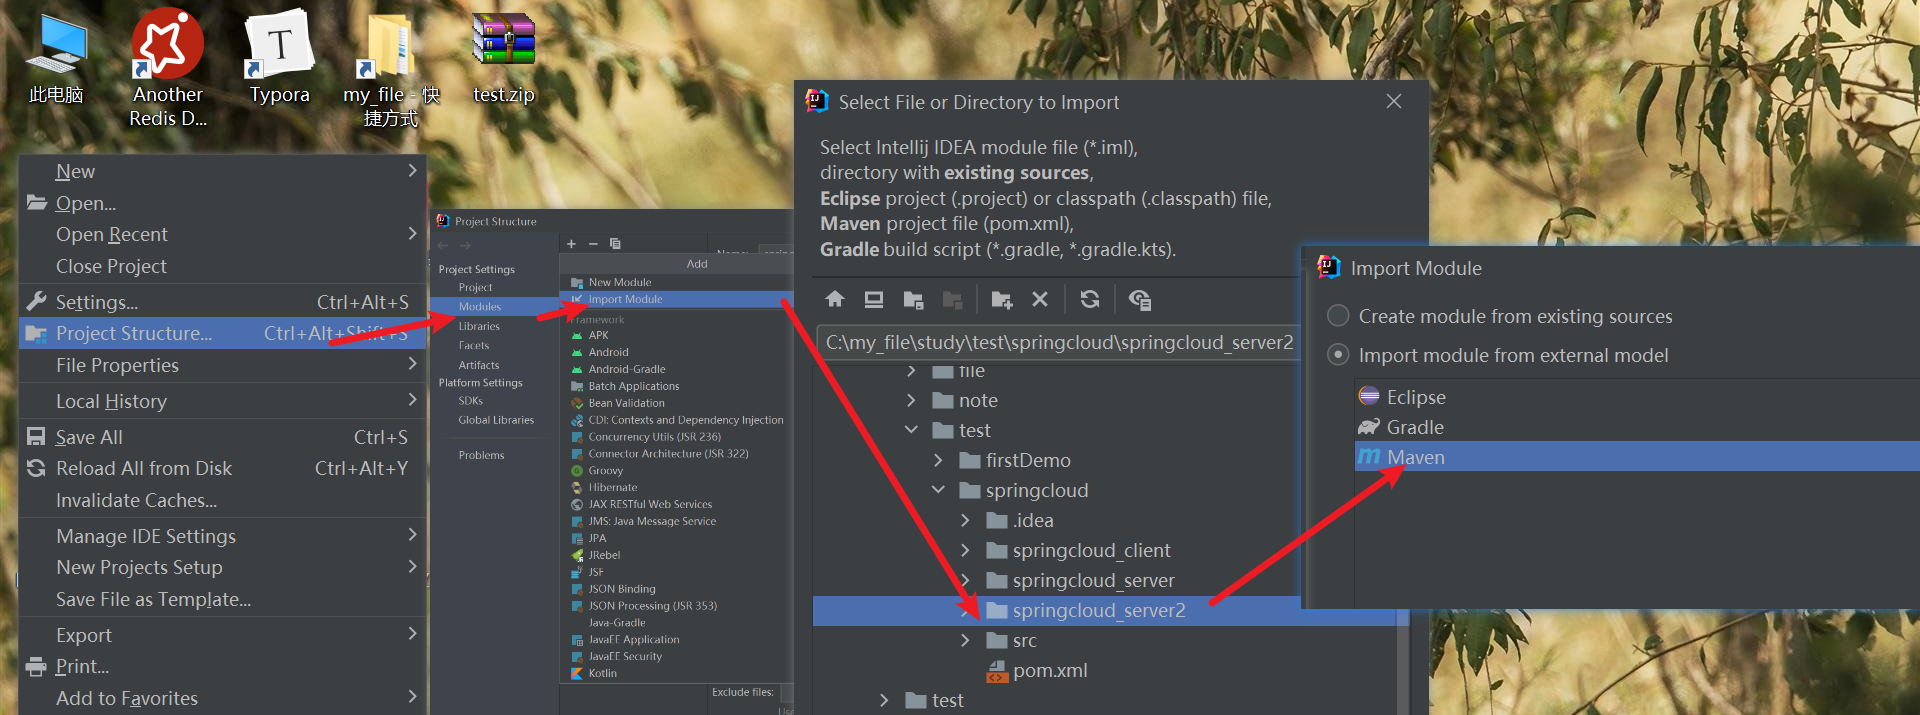 此电脑
Another
Redis D...
Typora
my_file - 快
捷方式
test.zip
New
Open...
Open Recent
Close Project
Settings... Ctrl+Alt+S
Project Structure... Ctrl+Alt+Shift+S
File Properties
Local History
Save All Ctrl+S
Reload All from Disk Ctrl+Alt+Y
Invalidate Caches...
Manage IDE Settings
New Projects Setup
Save File as Template...
Export
Print...
Add to Favorites
Project Structure
Project Settings
Project
Modules
Libraries
Facets
Artifacts
Platform Settings
SDKs
Global Libraries
Problems
Add
New Module
Import Module
Framework
APK
Android
Android-Gradle
Batch Applications
Bean Validation
CDI: Contexts and Dependency Injection
Concurrency Utils (JSR 236)
Connector Architecture (JSR 322)
Groovy
Hibernate
JAX RESTful Web Services
JMS: Java Message Service
JPA
JRebel
JSF
JSON Binding
JSON Processing (JSR 353)
Java-Gradle
JavaEE Application
JavaEE Security
Kotlin
Exclude files:
Select File or Directory to Import
Select Intellij IDEA module file (*.iml),
directory with existing sources,
Eclipse project (.project) or classpath (.classpath) file,
Maven project file (pom.xml),
Gradle build script (*.gradle, *.gradle.kts).
C:\my_file\study\test\springcloud\springcloud_server2
file
note
test
firstDemo
springcloud
.idea
springcloud_client
springcloud_server
springcloud_server2
src
pom.xml
test
Import Module
Create module from existing sources
Import module from external model
Eclipse
Gradle
Maven